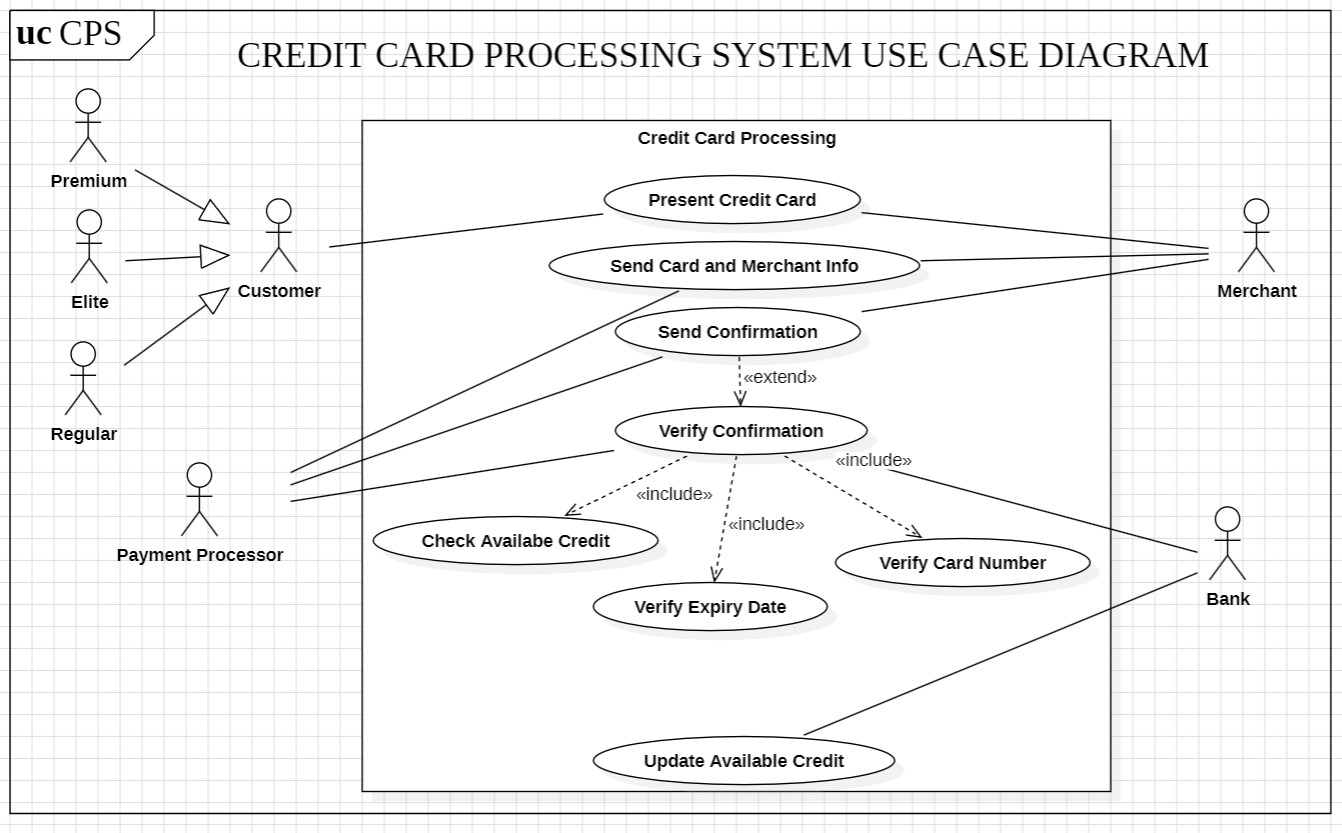 uc CPS
CREDIT CARD PROCESSING SYSTEM USE CASE DIAGRAM
Credit Card Processing
Premium
Elite
Regular
Customer
Payment Processor
Present Credit Card
Send Card and Merchant Info
Send Confirmation
«extend»
Verify Confirmation
«include»
«include»
«include»
Check Availabe Credit
Verify Card Number
Verify Expiry Date
Update Available Credit
Merchant
Bank